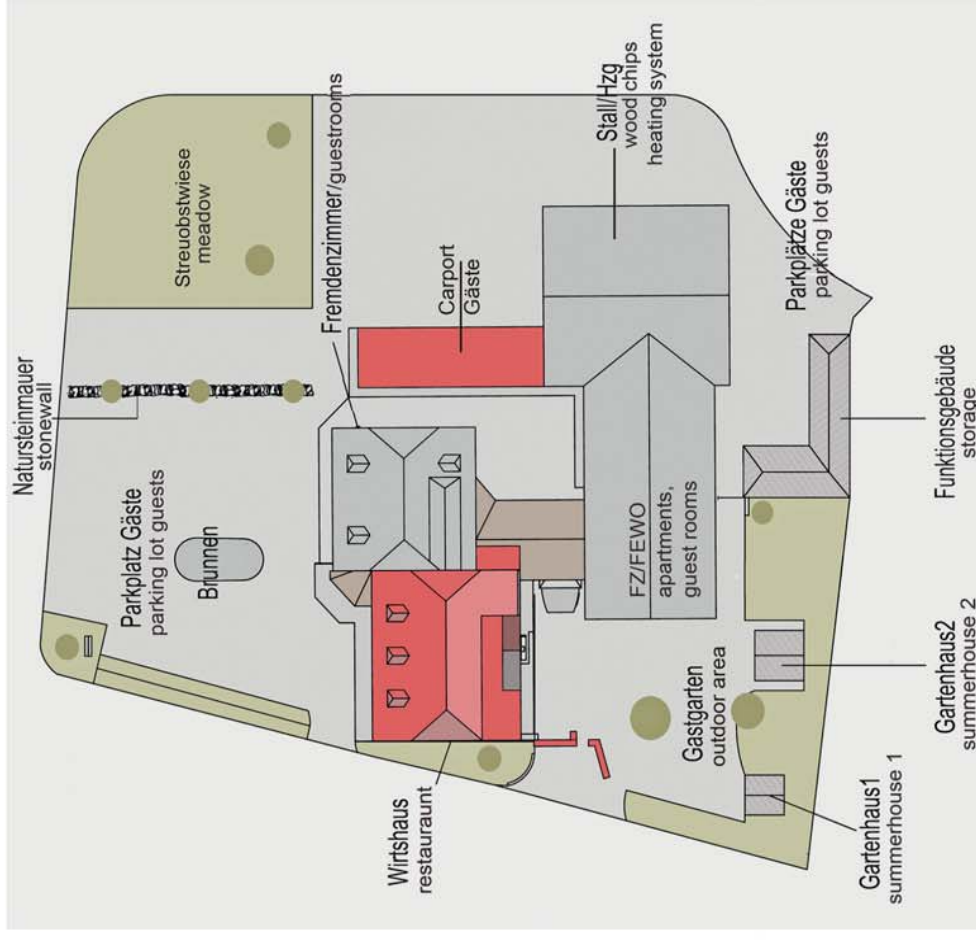 Natursteinmauer
stonewall
Streuobstwiese
meadow
Fremdenzimmer/guestrooms
Parkplatz Gäste
parking lot guests
Brunnen
Carport
Gäste
Stall/Hzg
wood chips
heating system
Wirtshaus
restauraunt
FZ/FEWO
apartments,
guest rooms
Parkplätze Gäste
parking lot guests
Gastgarten
outdoor area
Gartenhaus1
summerhouse 1
Gartenhaus2
summerhouse 2
Funktionsgebäude
storage